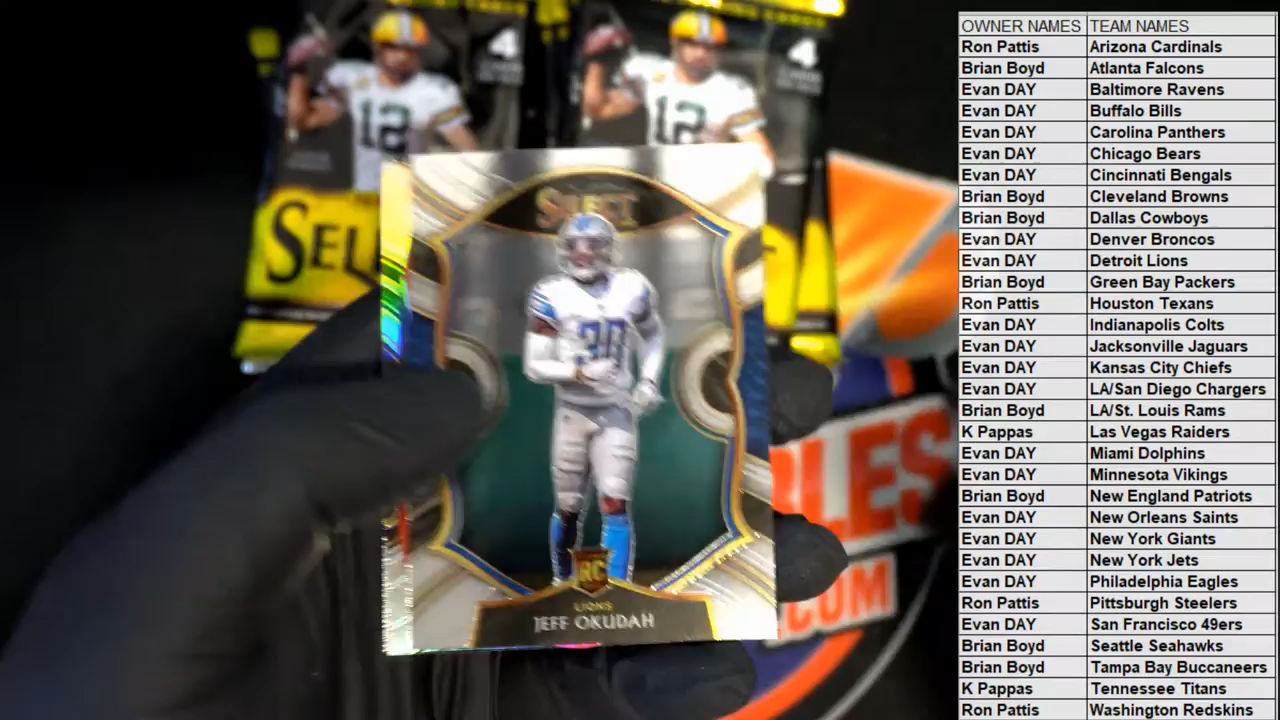 4
12
4
12
SEL
SELECT
30
RC
LIONS
JEFF OKUDAH
RLES
.COM
OWNER NAMES TEAM NAMES
Ron Pattis Arizona Cardinals
Brian Boyd Atlanta Falcons
Evan DAY Baltimore Ravens
Evan DAY Buffalo Bills
Evan DAY Carolina Panthers
Evan DAY Chicago Bears
Evan DAY Cincinnati Bengals
Brian Boyd Cleveland Browns
Brian Boyd Dallas Cowboys
Evan DAY Denver Broncos
Evan DAY Detroit Lions
Brian Boyd Green Bay Packers
Ron Pattis Houston Texans
Evan DAY Indianapolis Colts
Evan DAY Jacksonville Jaguars
Evan DAY Kansas City Chiefs
Evan DAY LA/San Diego Chargers
Brian Boyd LA/St. Louis Rams
K Pappas Las Vegas Raiders
Evan DAY Miami Dolphins
Evan DAY Minnesota Vikings
Brian Boyd New England Patriots
Evan DAY New Orleans Saints
Evan DAY New York Giants
Evan DAY New York Jets
Evan DAY Philadelphia Eagles
Ron Pattis Pittsburgh Steelers
Evan DAY San Francisco 49ers
Brian Boyd Seattle Seahawks
Brian Boyd Tampa Bay Buccaneers
K Pappas Tennessee Titans
Ron Pattis Washington Redskins